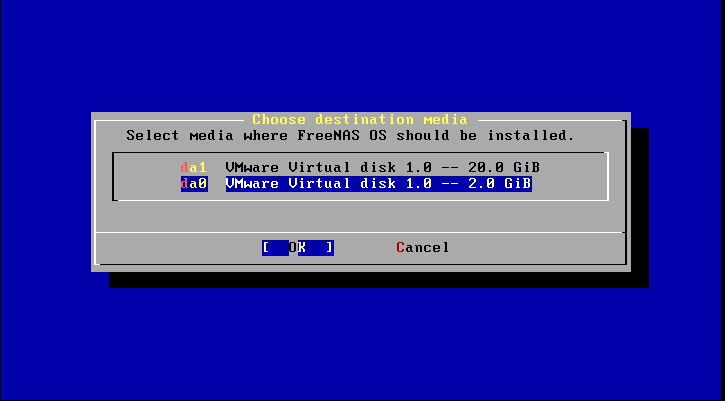 Choose destination media
Select media where FreeNAS OS should be installed.
da1 VMware Virtual disk 1.0 -- 20.0 GiB
da0 VMware Virtual disk 1.0 -- 2.0 GiB
[ OK ] Cancel